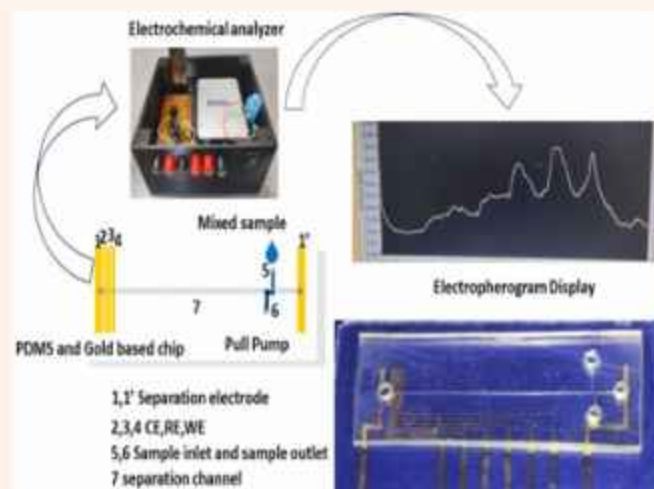 Electrochemical analyzer
Mixed sample
1 2 3 4
1'
5
6
7
Electropherogram Display
PDMS and Gold based chip
Pull Pump
1,1' Separation electrode
2,3,4 CE,RE,WE
5,6 Sample inlet and sample outlet
7 separation channel